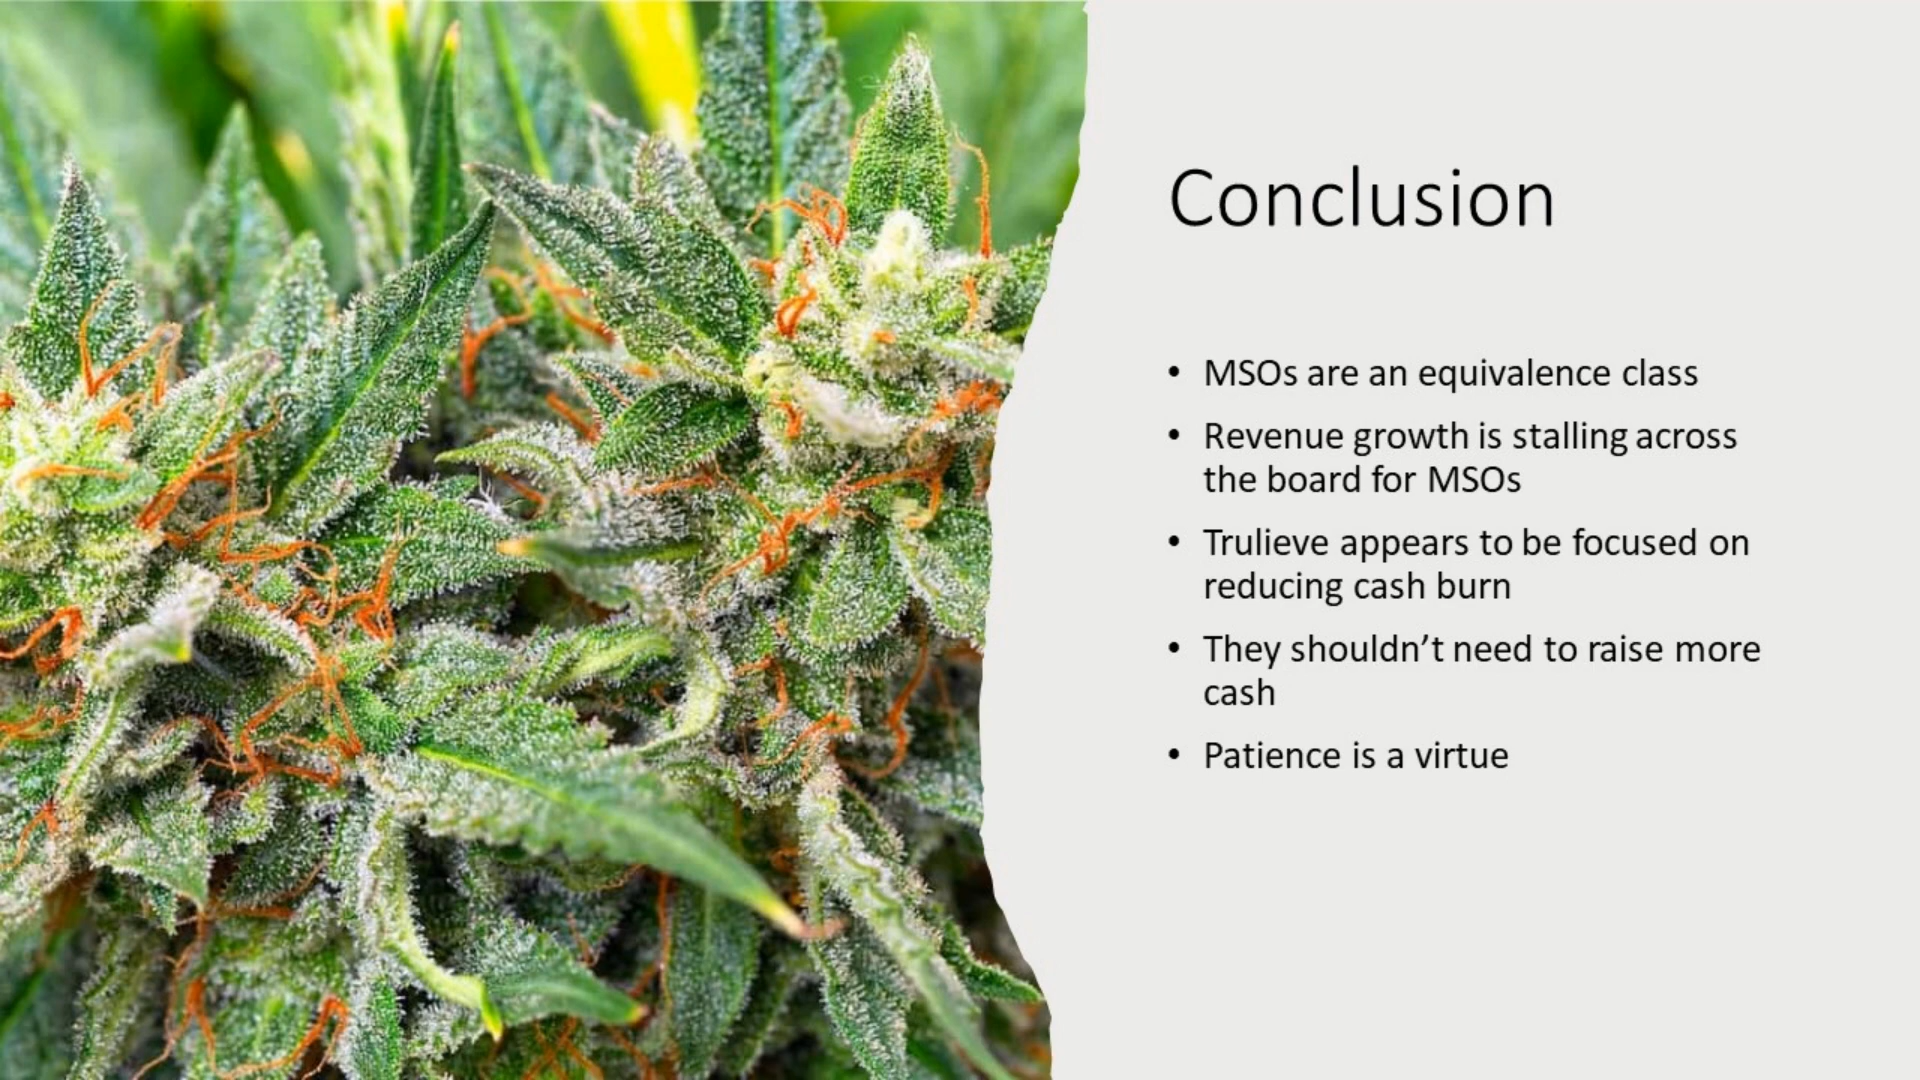 Conclusion
• MSOs are an equivalence class
• Revenue growth is stalling across
the board for MSOs
• Trulieve appears to be focused on
reducing cash burn
• They shouldn’t need to raise more
cash
• Patience is a virtue